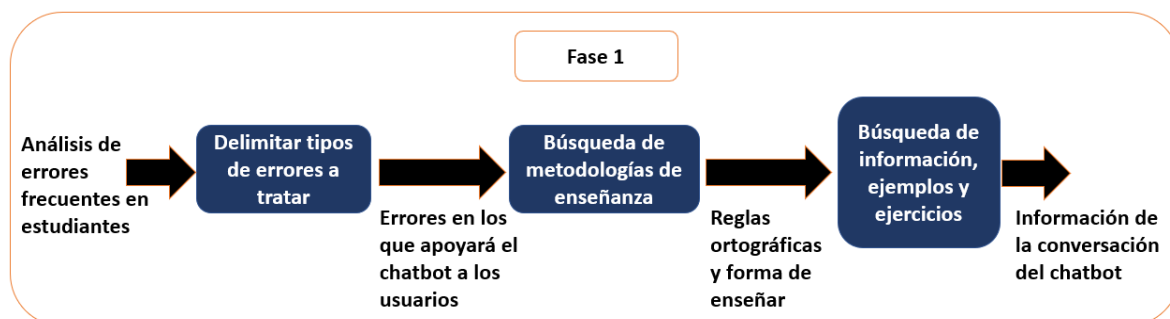 Fase 1
Análisis de
errores
frecuentes en
estudiantes
Delimitar tipos
de errores a
tratar
Errores en los
que apoyará el
chatbot a los
usuarios
Búsqueda de
metodologías de
enseñanza
Reglas
ortográficas
y forma de
enseñar
Búsqueda de
información,
ejemplos y
ejercicios
Información de
la conversación
del chatbot